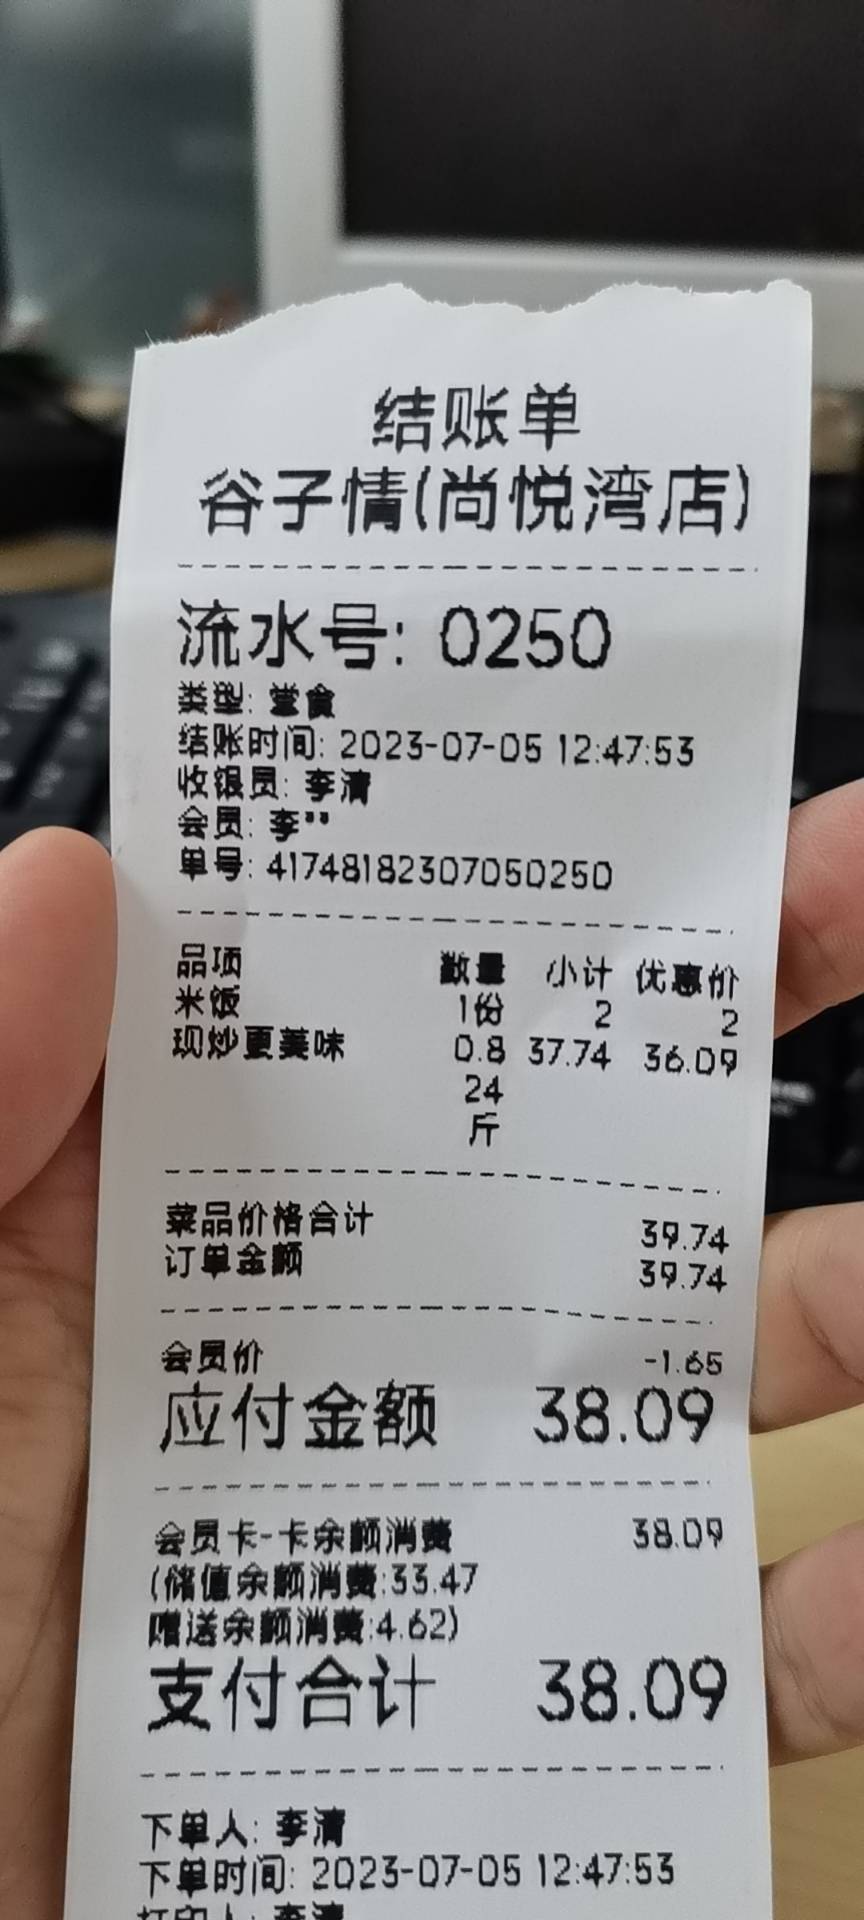 结账单
谷子情(尚悦湾店)
流水号: 0250
类型: 堂食
结账时间: 2023-07-05 12:47:53
收银员: 李清
会员: 李**
单号: 41748182307050250
品项 数量 小计 优惠价
米饭 1份 2 2
现炒更美味 0.8 37.74 36.09
24
斤
菜品价格合计 39.74
订单金额 39.74
会员价 -1.65
应付金额 38.09
会员卡-卡余额消费 38.09
(储值余额消费:33.47
赠送余额消费:4.62)
支付合计 38.09
下单人: 李清
下单时间: 2023-07-05 12:47:53
打印人: 李清